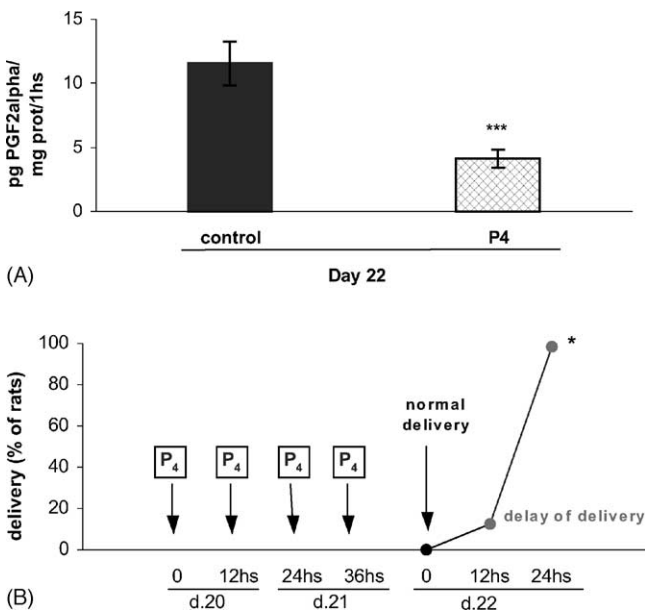 15
pg PGF2alpha/
mg prot/1hs
10
5
0
***
control P4
Day 22
(A)
100
delivery (% of rats)
80
60
40
20
0
*
normal
delivery
P4 P4 P4 P4
delay of delivery
0 12hs 24hs 36hs 0 12hs 24hs
d.20 d.21 d.22
(B)